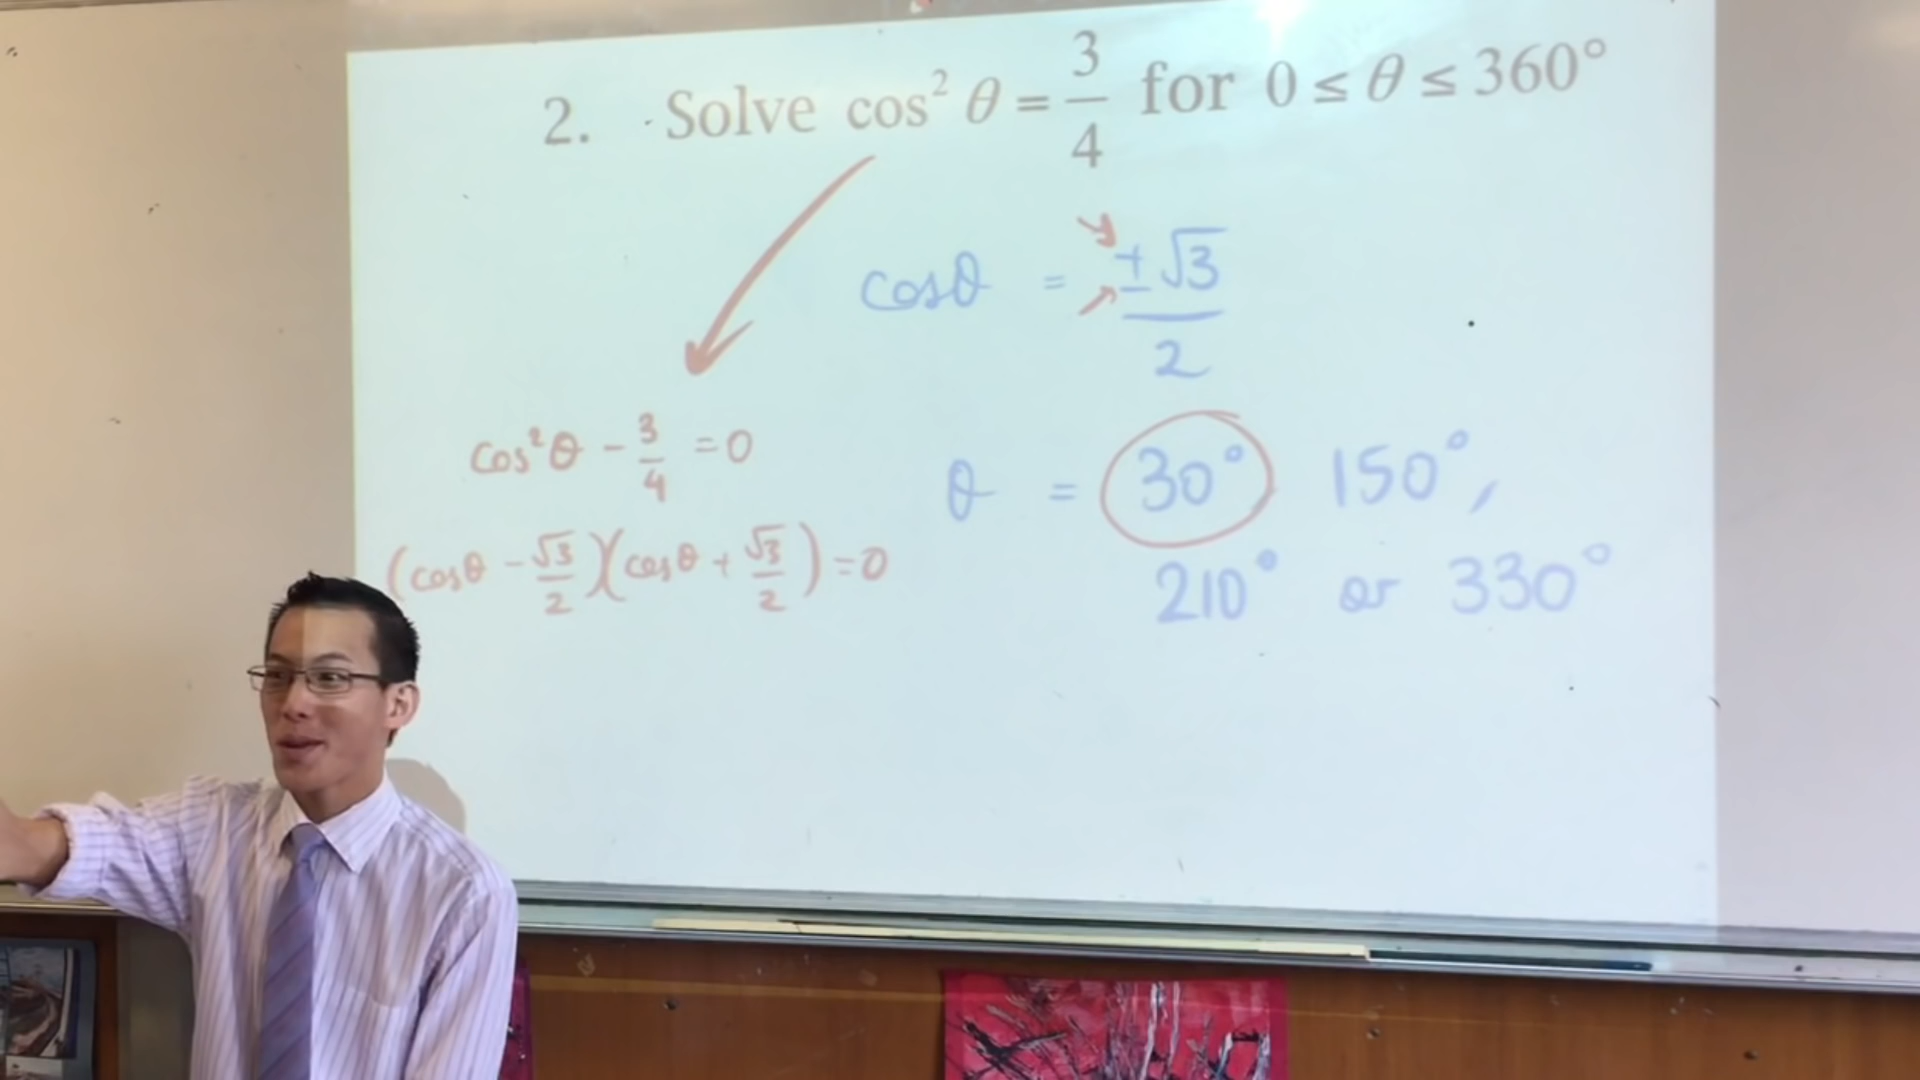 2. Solve cos² θ = 3/4 for 0 ≤ θ ≤ 360°
cosθ = ±√3/2
cos²θ - 3/4 = 0
(cosθ - √3/2)(cosθ + √3/2) = 0
θ = 30° 150°,
210° or 330°